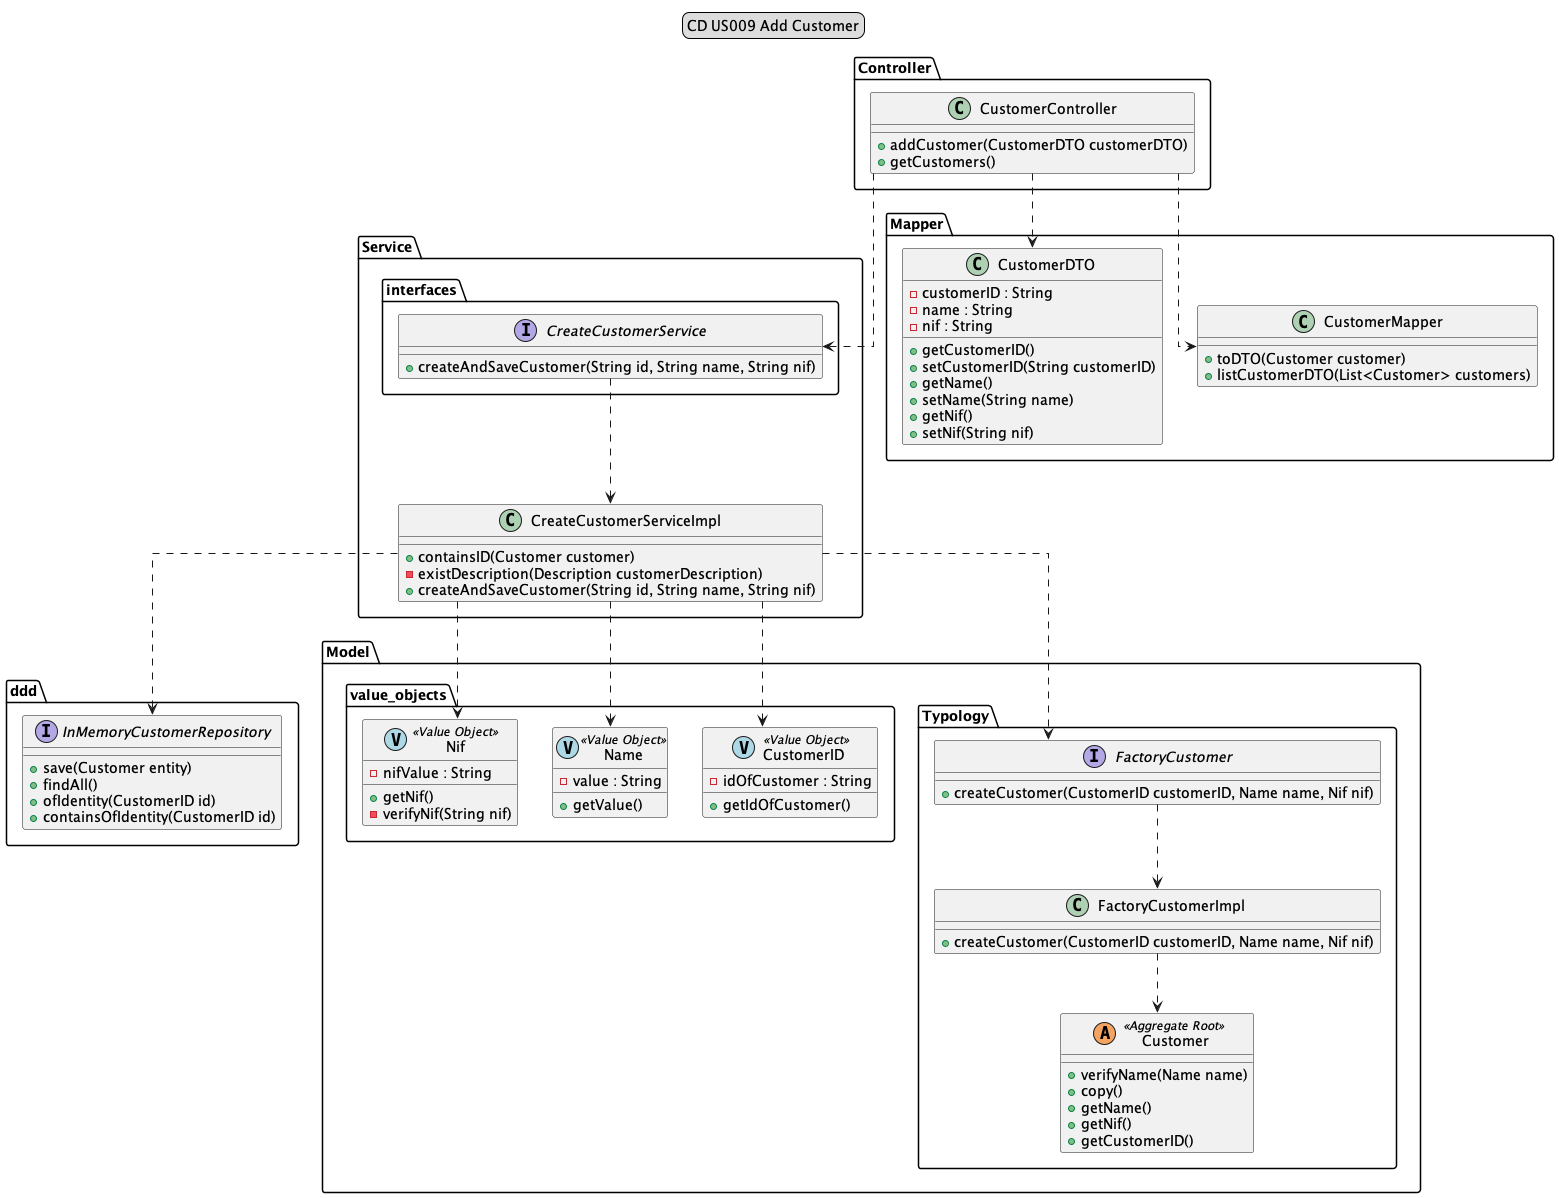 CD US009 Add Customer
Controller
C CustomerController
addCustomer(CustomerDTO customerDTO)
getCustomers()
Mapper
C CustomerDTO
customerID : String
name : String
nif : String
getCustomerID()
setCustomerID(String customerID)
getName()
setName(String name)
getNif()
setNif(String nif)
C CustomerMapper
toDTO(Customer customer)
listCustomerDTO(List<Customer> customers)
Service
interfaces
I CreateCustomerService
createAndSaveCustomer(String id, String name, String nif)
C CreateCustomerServiceImpl
containsID(Customer customer)
existDescription(Description customerDescription)
createAndSaveCustomer(String id, String name, String nif)
ddd
I InMemoryCustomerRepository
save(Customer entity)
findAll()
ofIdentity(CustomerID id)
containsOfIdentity(CustomerID id)
Model
value_objects
V «Value Object»
Nif
nifValue : String
getNif()
verifyNif(String nif)
V «Value Object»
Name
value : String
getValue()
V «Value Object»
CustomerID
idOfCustomer : String
getIdOfCustomer()
Typology
I FactoryCustomer
createCustomer(CustomerID customerID, Name name, Nif nif)
C FactoryCustomerImpl
createCustomer(CustomerID customerID, Name name, Nif nif)
A «Aggregate Root»
Customer
verifyName(Name name)
copy()
getName()
getNif()
getCustomerID()